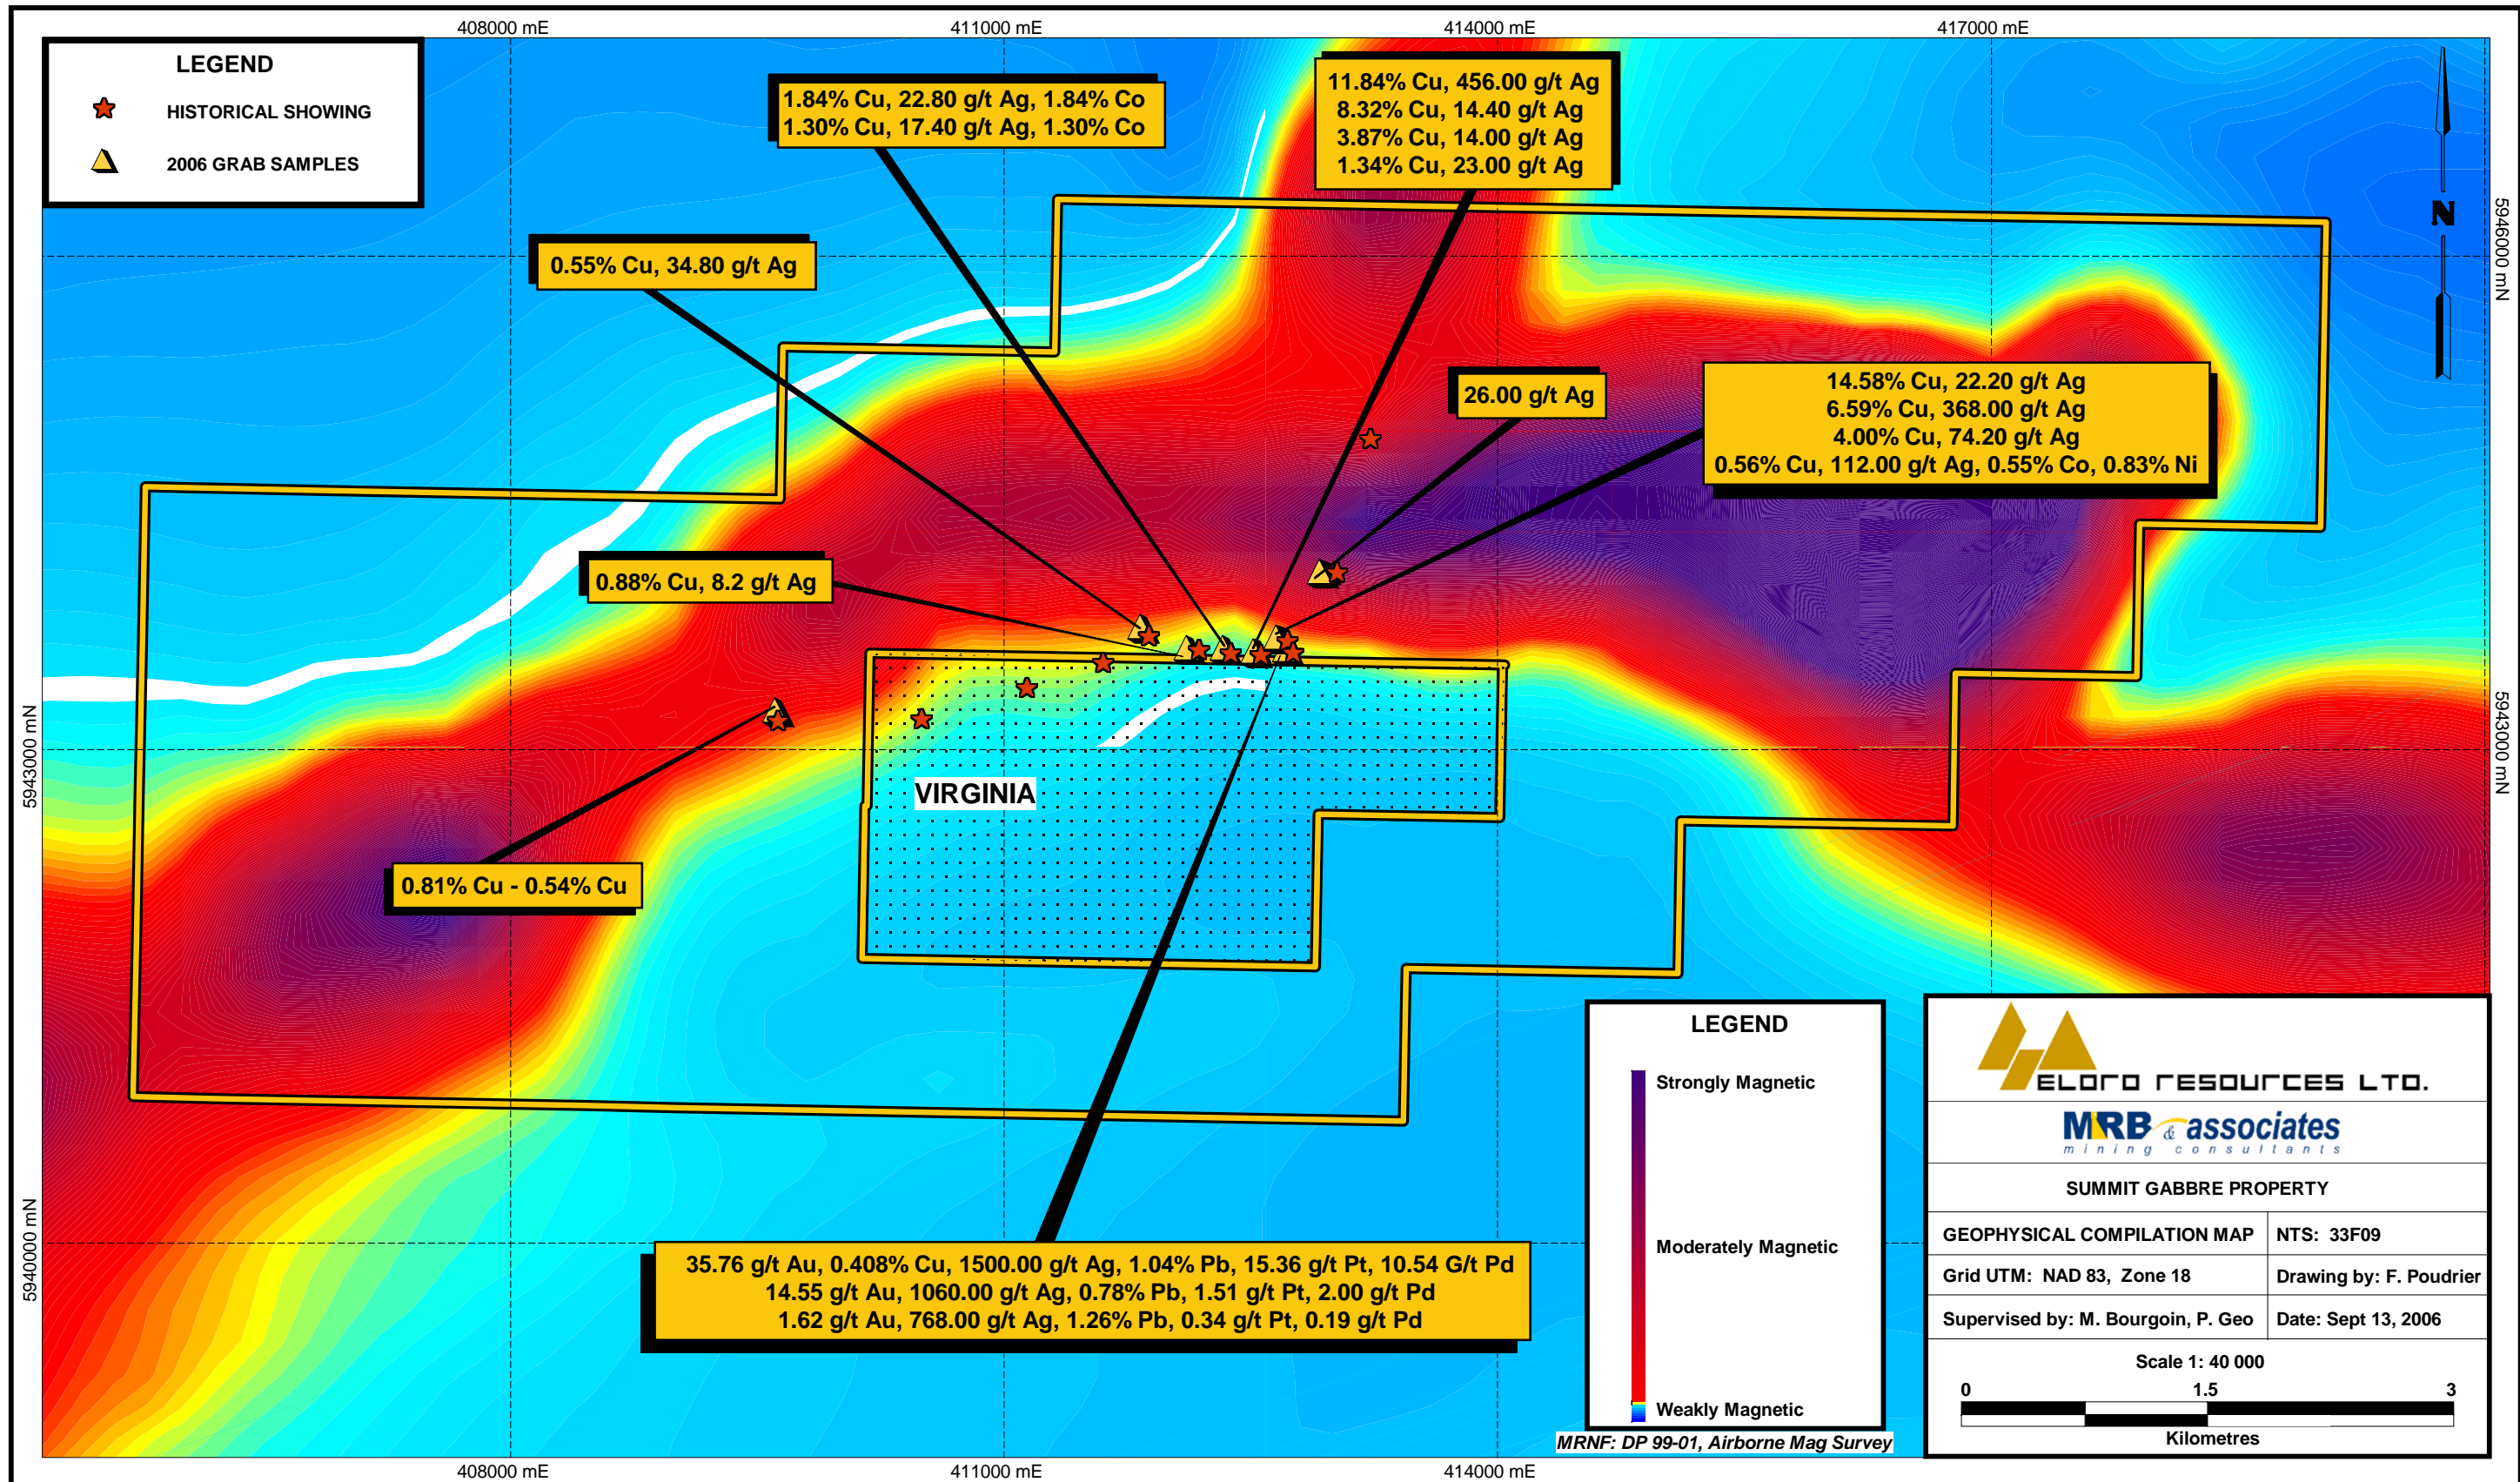 408000 mE
411000 mE
414000 mE
417000 mE
LEGEND
HISTORICAL SHOWING
2006 GRAB SAMPLES
1.84% Cu, 22.80 g/t Ag, 1.84% Co
1.30% Cu, 17.40 g/t Ag, 1.30% Co
11.84% Cu, 456.00 g/t Ag
8.32% Cu, 14.40 g/t Ag
3.87% Cu, 14.00 g/t Ag
1.34% Cu, 23.00 g/t Ag
N
5946000 mN
0.55% Cu, 34.80 g/t Ag
26.00 g/t Ag
14.58% Cu, 22.20 g/t Ag
6.59% Cu, 368.00 g/t Ag
4.00% Cu, 74.20 g/t Ag
0.56% Cu, 112.00 g/t Ag, 0.55% Co, 0.83% Ni
0.88% Cu, 8.2 g/t Ag
5943000 mN
5943000 mN
VIRGINIA
0.81% Cu - 0.54% Cu
5940000 mN
35.76 g/t Au, 0.408% Cu, 1500.00 g/t Ag, 1.04% Pb, 15.36 g/t Pt, 10.54 G/t Pd
14.55 g/t Au, 1060.00 g/t Ag, 0.78% Pb, 1.51 g/t Pt, 2.00 g/t Pd
1.62 g/t Au, 768.00 g/t Ag, 1.26% Pb, 0.34 g/t Pt, 0.19 g/t Pd
LEGEND
Strongly Magnetic
Moderately Magnetic
Weakly Magnetic
MRNF: DP 99-01, Airborne Mag Survey
ELORO RESOURCES LTD.
MRB & associates
mining consultants
SUMMIT GABBRE PROPERTY
GEOPHYSICAL COMPILATION MAP
NTS: 33F09
Grid UTM: NAD 83, Zone 18
Drawing by: F. Poudrier
Supervised by: M. Bourgoin, P. Geo
Date: Sept 13, 2006
Scale 1: 40 000
0 1.5 3
Kilometres
408000 mE
411000 mE
414000 mE